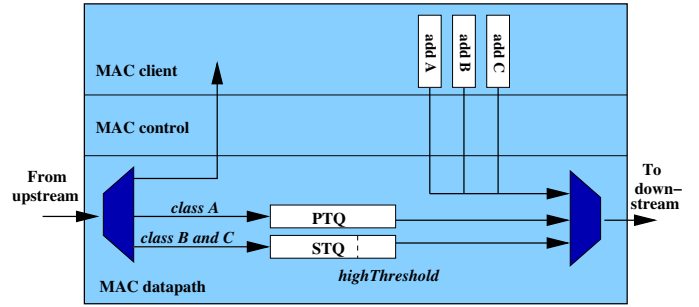 add A
add B
add C
MAC client
MAC control
From
upstream
To
down−
stream
class A
PTQ
class B and C
STQ
highThreshold
MAC datapath